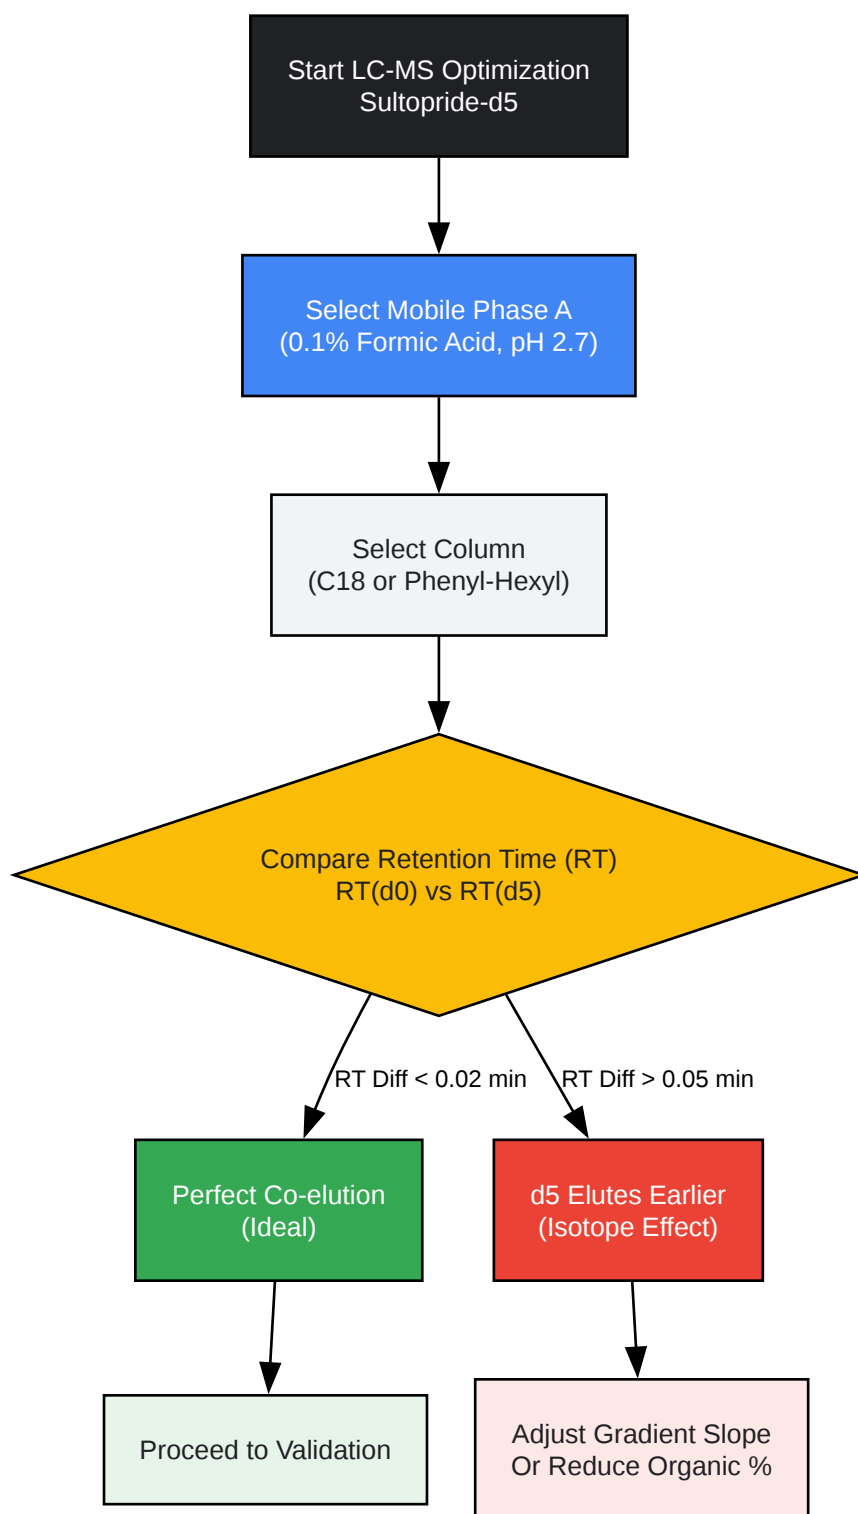 Start LC-MS Optimization
Sultopride-d5
Select Mobile Phase A
(0.1% Formic Acid, pH 2.7)
Select Column
(C18 or Phenyl-Hexyl)
Compare Retention Time (RT)
RT(d0) vs RT(d5)
RT Diff < 0.02 min
RT Diff > 0.05 min
Perfect Co-elution
(Ideal)
d5 Elutes Earlier
(Isotope Effect)
Proceed to Validation
Adjust Gradient Slope
Or Reduce Organic %